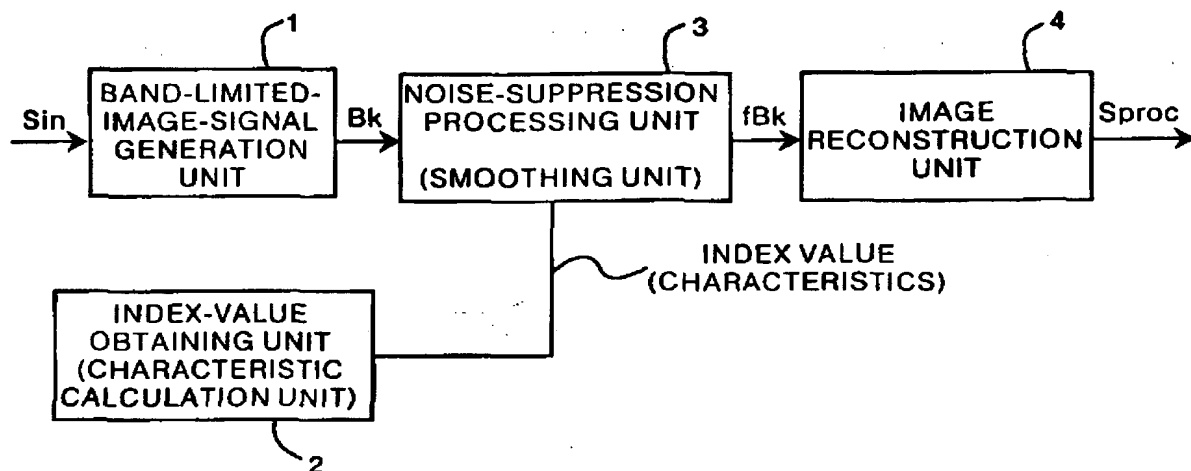 1
3
4
Sin
BAND-LIMITED-
IMAGE-SIGNAL
GENERATION
UNIT
Bk
NOISE-SUPPRESSION
PROCESSING UNIT
(SMOOTHING UNIT)
fBk
IMAGE
RECONSTRUCTION
UNIT
Sproc
INDEX VALUE
(CHARACTERISTICS)
INDEX-VALUE
OBTAINING UNIT
(CHARACTERISTIC
CALCULATION UNIT)
2